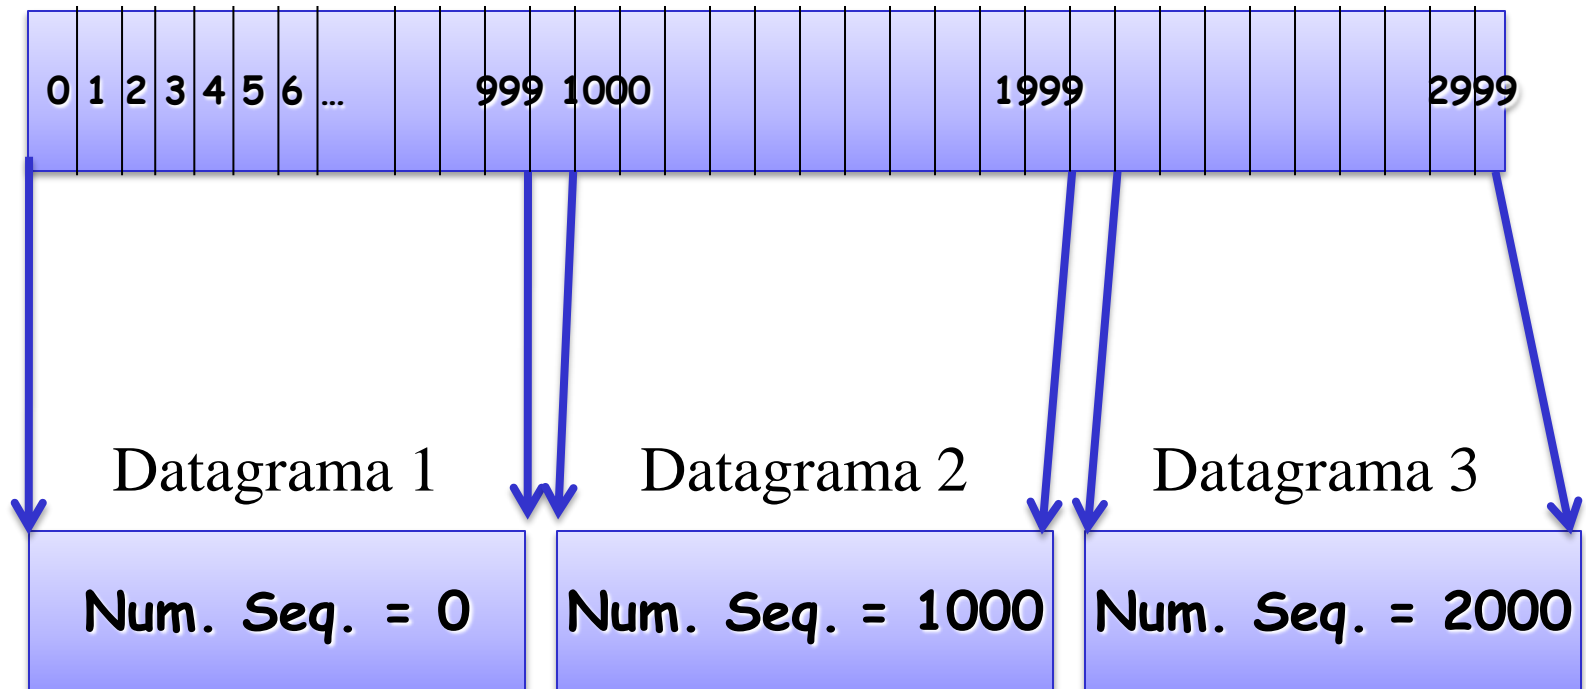 0 1 2 3 4 5 6 ... 999 1000 1999 2999
Datagrama 1 Datagrama 2 Datagrama 3
Num. Seq. = 0 Num. Seq. = 1000 Num. Seq. = 2000